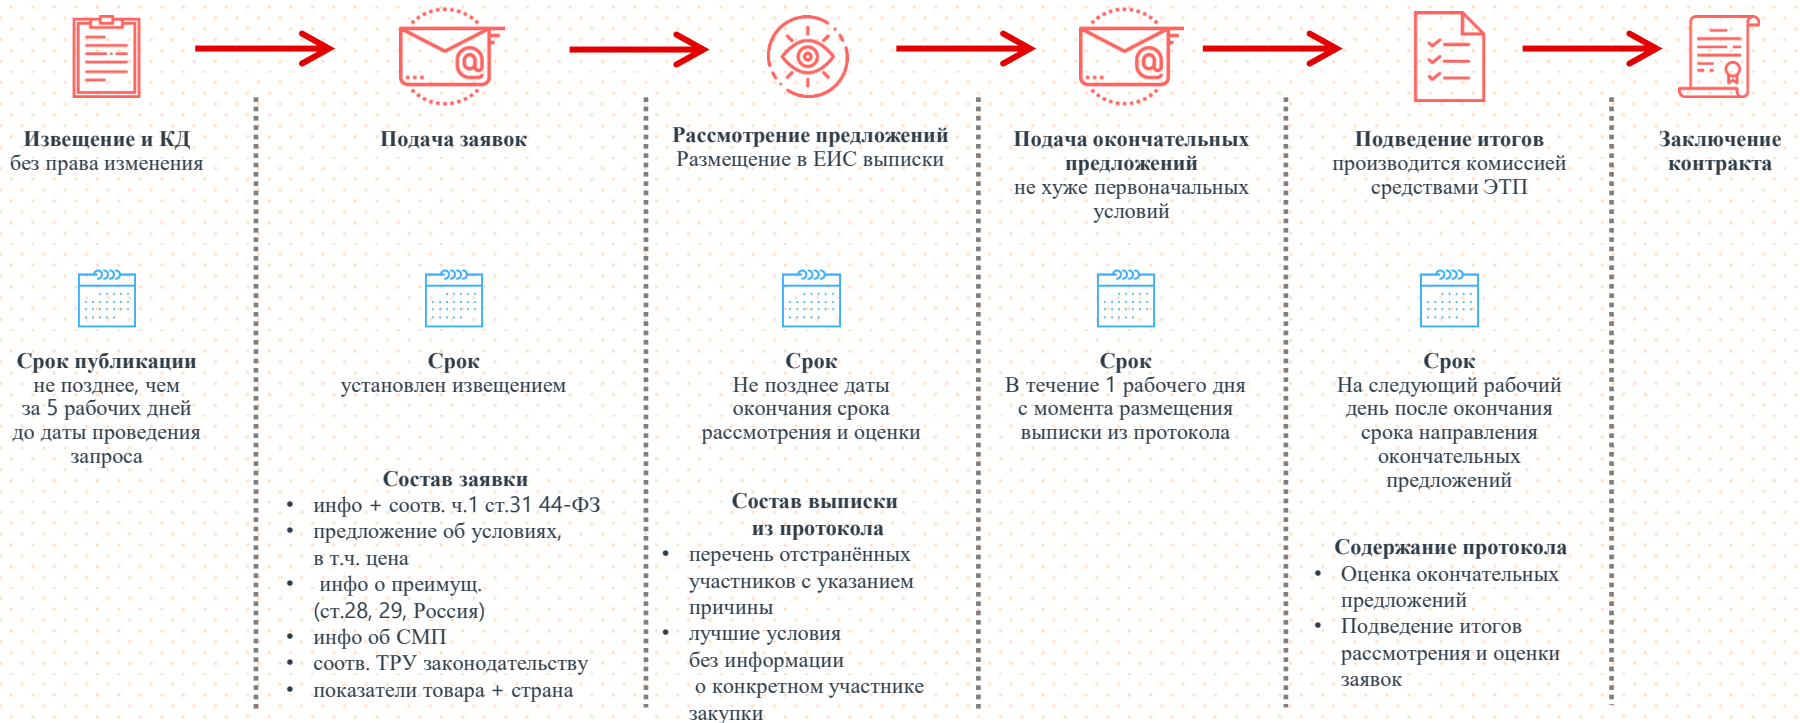 Извещение и КД
без права изменения
Срок публикации
не позднее, чем
за 5 рабочих дней
до даты проведения
запроса
Подача заявок
Срок
установлен извещением
Состав заявки
• инфо + соотв. ч.1 ст.31 44-ФЗ
• предложение об условиях,
в т.ч. цена
• инфо о преимущ.
(ст.28, 29, Россия)
• инфо об СМП
• соотв. ТРУ законодательству
• показатели товара + страна
Рассмотрение предложений
Размещение в ЕИС выписки
Срок
Не позднее даты
окончания срока
рассмотрения и оценки
Состав выписки
из протокола
• перечень отстранённых
участников с указанием
причины
• лучшие условия
без информации
о конкретном участнике
закупки
Подача окончательных
предложений
не хуже первоначальных
условий
Срок
В течение 1 рабочего дня
с момента размещения
выписки из протокола
Подведение итогов
производится комиссией
средствами ЭТП
Срок
На следующий рабочий
день после окончания
срока направления
окончательных
предложений
Содержание протокола
• Оценка окончательных
предложений
• Подведение итогов
рассмотрения и оценки
заявок
Заключение
контракта